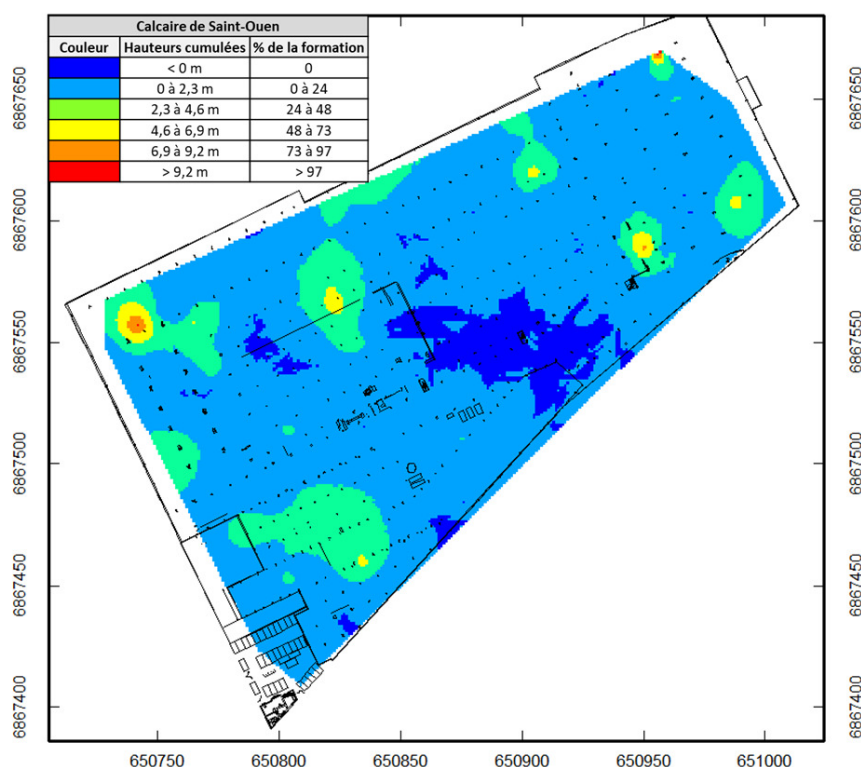 Calcaire de Saint-Ouen
Couleur Hauteurs cumulées % de la formation
< 0 m 0
0 à 2,3 m 0 à 24
2,3 à 4,6 m 24 à 48
4,6 à 6,9 m 48 à 73
6,9 à 9,2 m 73 à 97
> 9,2 m > 97
6867650 6867650
6867600 6867600
6867550 6867550
6867500 6867500
6867450 6867450
6867400 6867400
650750 650800 650850 650900 650950 651000